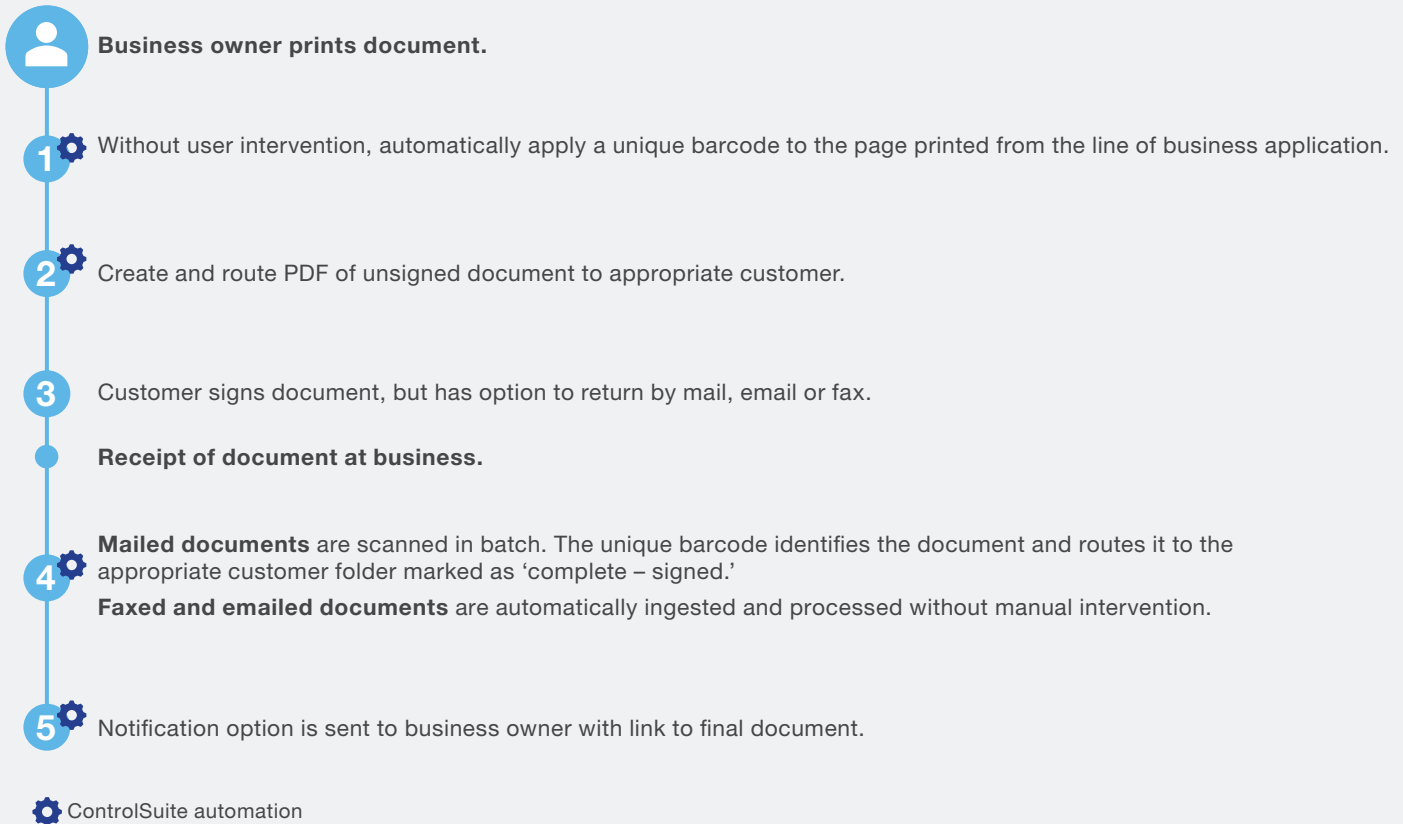 Business owner prints document.
1
Without user intervention, automatically apply a unique barcode to the page printed from the line of business application.
2
Create and route PDF of unsigned document to appropriate customer.
3
Customer signs document, but has option to return by mail, email or fax.
Receipt of document at business.
4
Mailed documents are scanned in batch. The unique barcode identifies the document and routes it to the
appropriate customer folder marked as ‘complete – signed.’
Faxed and emailed documents are automatically ingested and processed without manual intervention.
5
Notification option is sent to business owner with link to final document.
ControlSuite automation